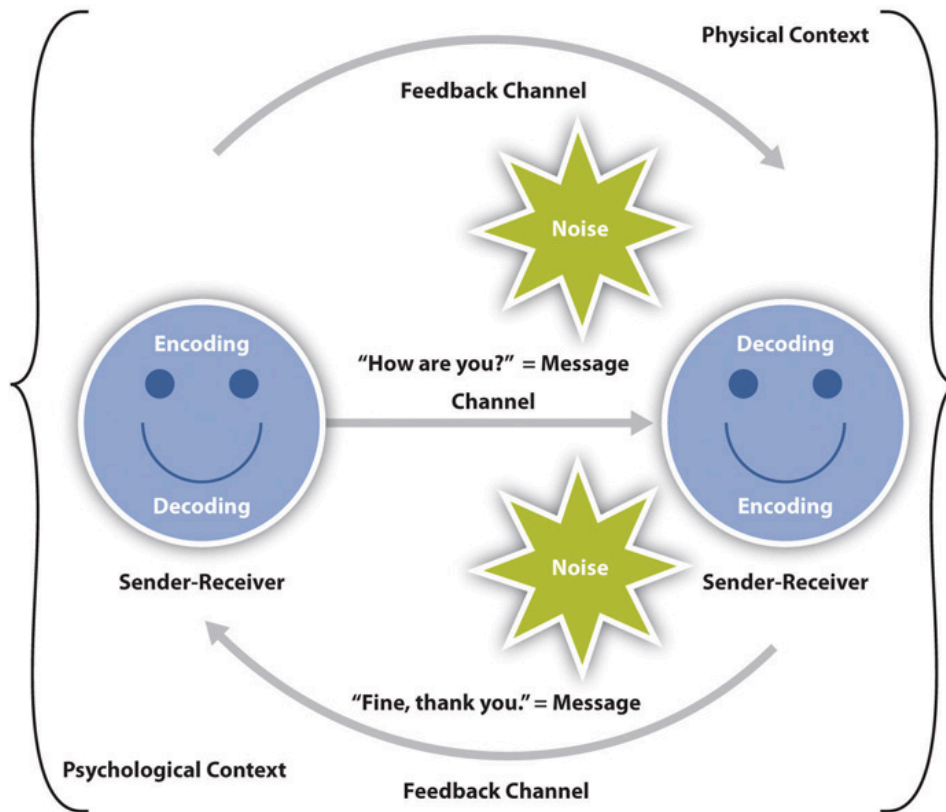 Physical Context
Feedback Channel
Noise
Encoding
Decoding
“How are you?” = Message
Channel
Decoding
Encoding
Noise
Sender-Receiver
Sender-Receiver
“Fine, thank you.” = Message
Psychological Context
Feedback Channel